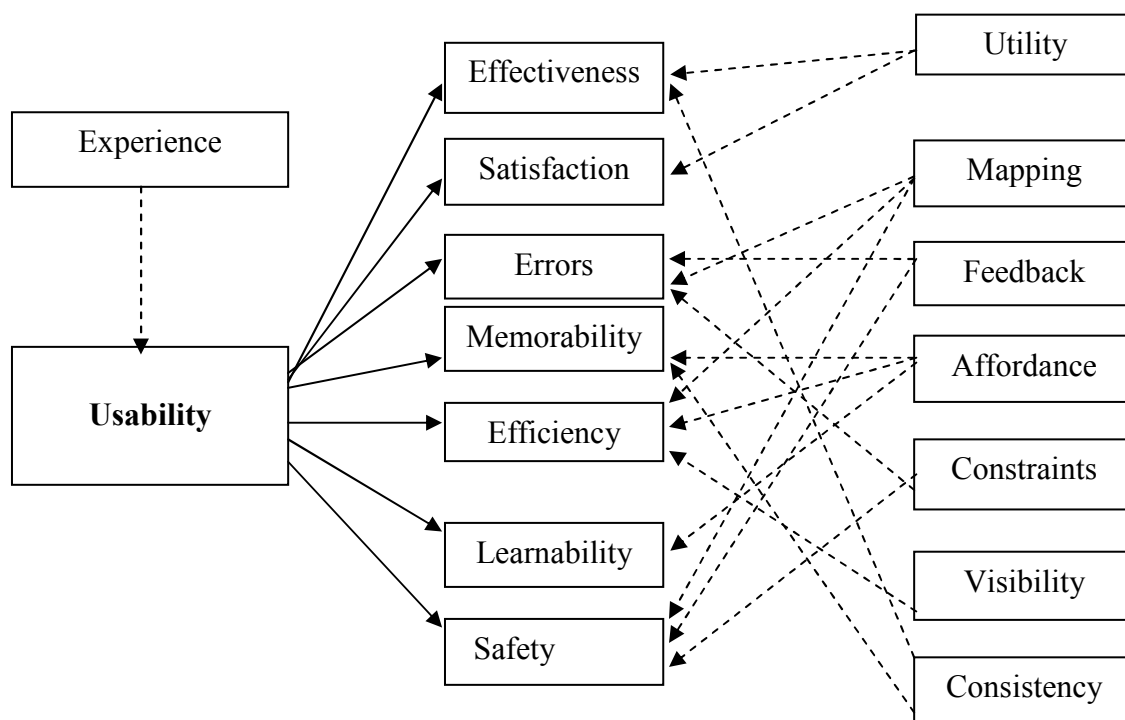 Experience
Usability
Effectiveness
Satisfaction
Errors
Memorability
Efficiency
Learnability
Safety
Utility
Mapping
Feedback
Affordance
Constraints
Visibility
Consistency